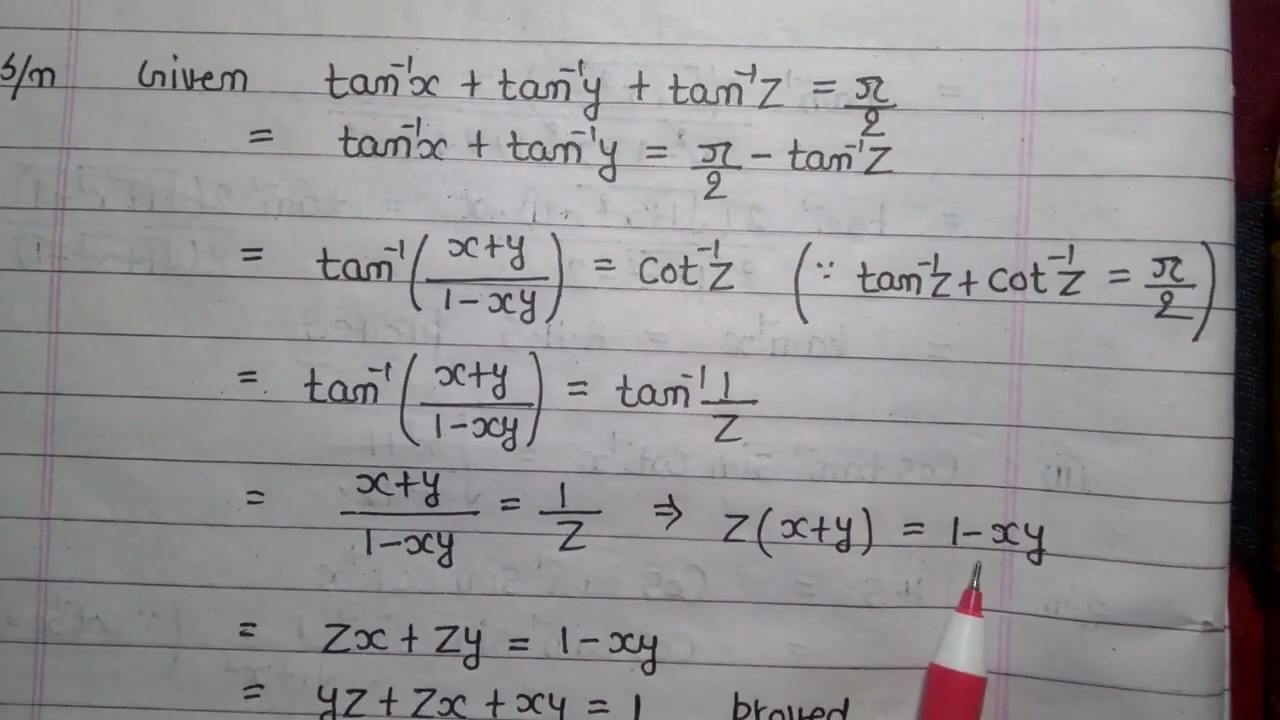 S/n Given tan⁻¹x + tan⁻¹y + tan⁻¹z = π/2
= tan⁻¹x + tan⁻¹y = π/2 - tan⁻¹z
= tan⁻¹((x+y)/(1-xy)) = cot⁻¹z (∵ tan⁻¹z + cot⁻¹z = π/2)
= tan⁻¹((x+y)/(1-xy)) = tan⁻¹ 1/z
= (x+y)/(1-xy) = 1/z ⇒ z(x+y) = 1-xy
= zx + zy = 1-xy
= yz + zx + xy = 1 proved